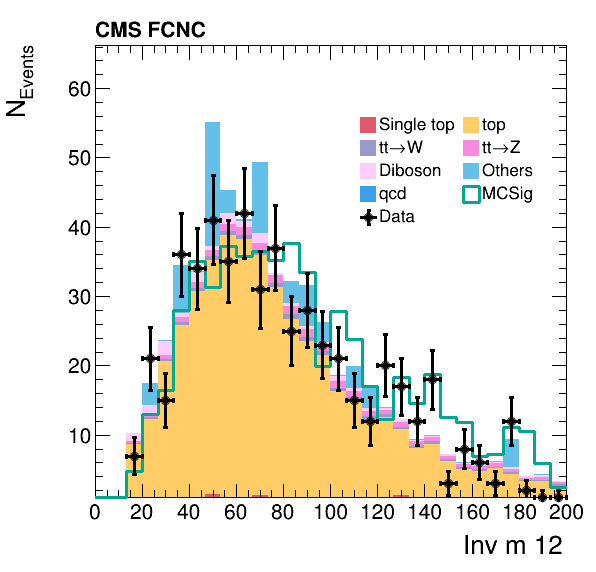 CMS FCNC
N_Events
60
50
40
30
20
10
Single top top
tt→W tt→Z
Diboson Others
qcd MCSig
Data
0 20 40 60 80 100 120 140 160 180 200
Inv m 12